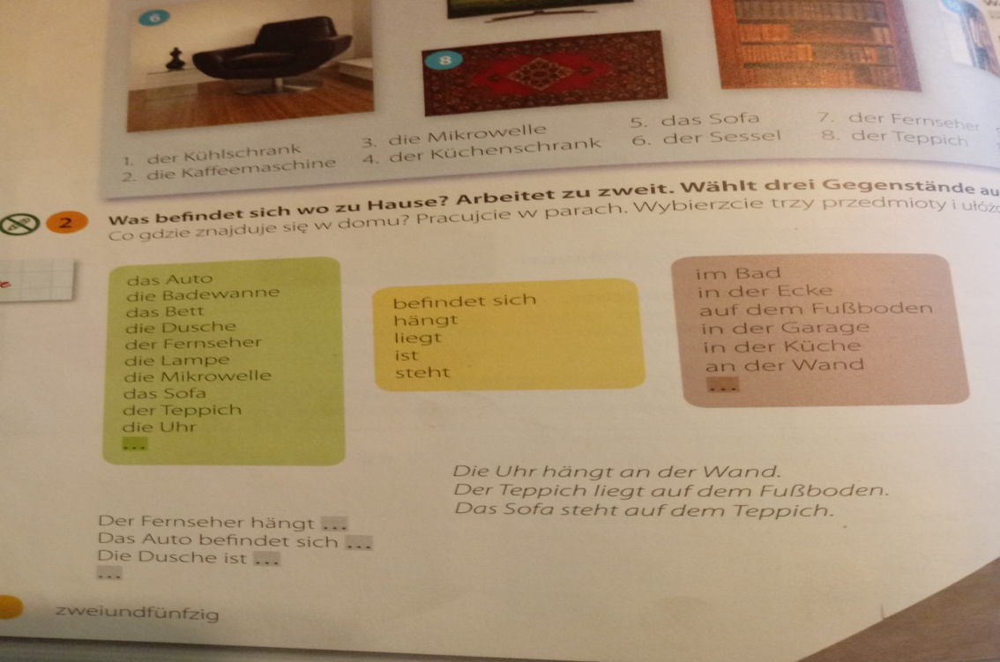 6
8
10
1. der Kühlschrank
2. die Kaffeemaschine
3. die Mikrowelle
4. der Küchenschrank
5. das Sofa
6. der Sessel
7. der Fernseher
8. der Teppich
2 Was befindet sich wo zu Hause? Arbeitet zu zweit. Wählt drei Gegenstände au
Co gdzie znajduje się w domu? Pracujcie w parach. Wybierzcie trzy przedmioty i
das Auto
die Badewanne
das Bett
die Dusche
der Fernseher
die Lampe
die Mikrowelle
das Sofa
der Teppich
die Uhr
...
befindet sich
hängt
liegt
ist
steht
im Bad
in der Ecke
auf dem Fußboden
in der Garage
in der Küche
an der Wand
...
Die Uhr hängt an der Wand.
Der Teppich liegt auf dem Fußboden.
Das Sofa steht auf dem Teppich.
Der Fernseher hängt ...
Das Auto befindet sich ...
Die Dusche ist ...
...
zweiundfünfzig